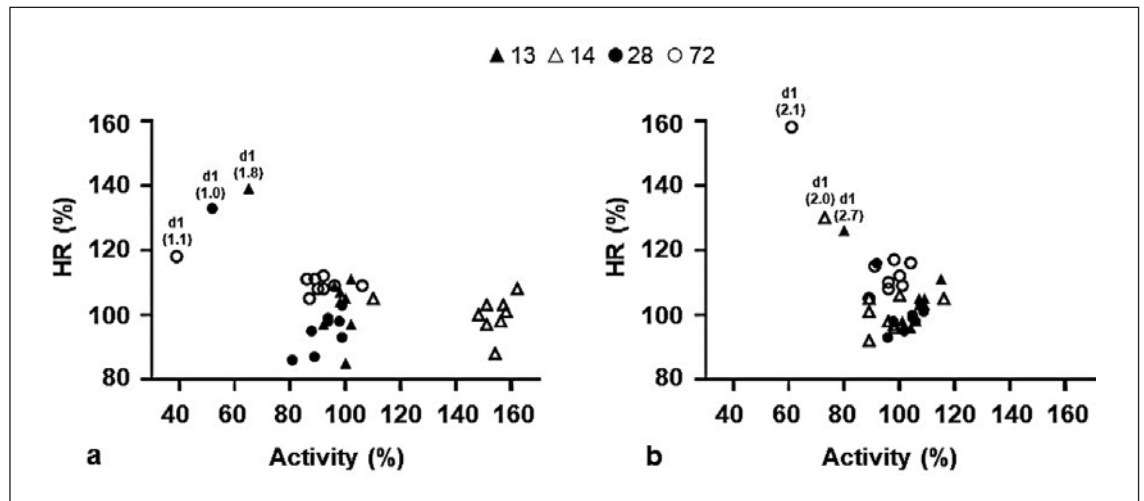 ▲ 13 △ 14 ● 28 ○ 72
160
140
120
100
80
HR (%)
d1
(1.1)
d1
(1.0)
d1
(1.8)
40 60 80 100 120 140 160
a Activity (%)
160
140
120
100
80
HR (%)
d1
(2.1)
d1
(2.0)
d1
(2.7)
40 60 80 100 120 140 160
b Activity (%)